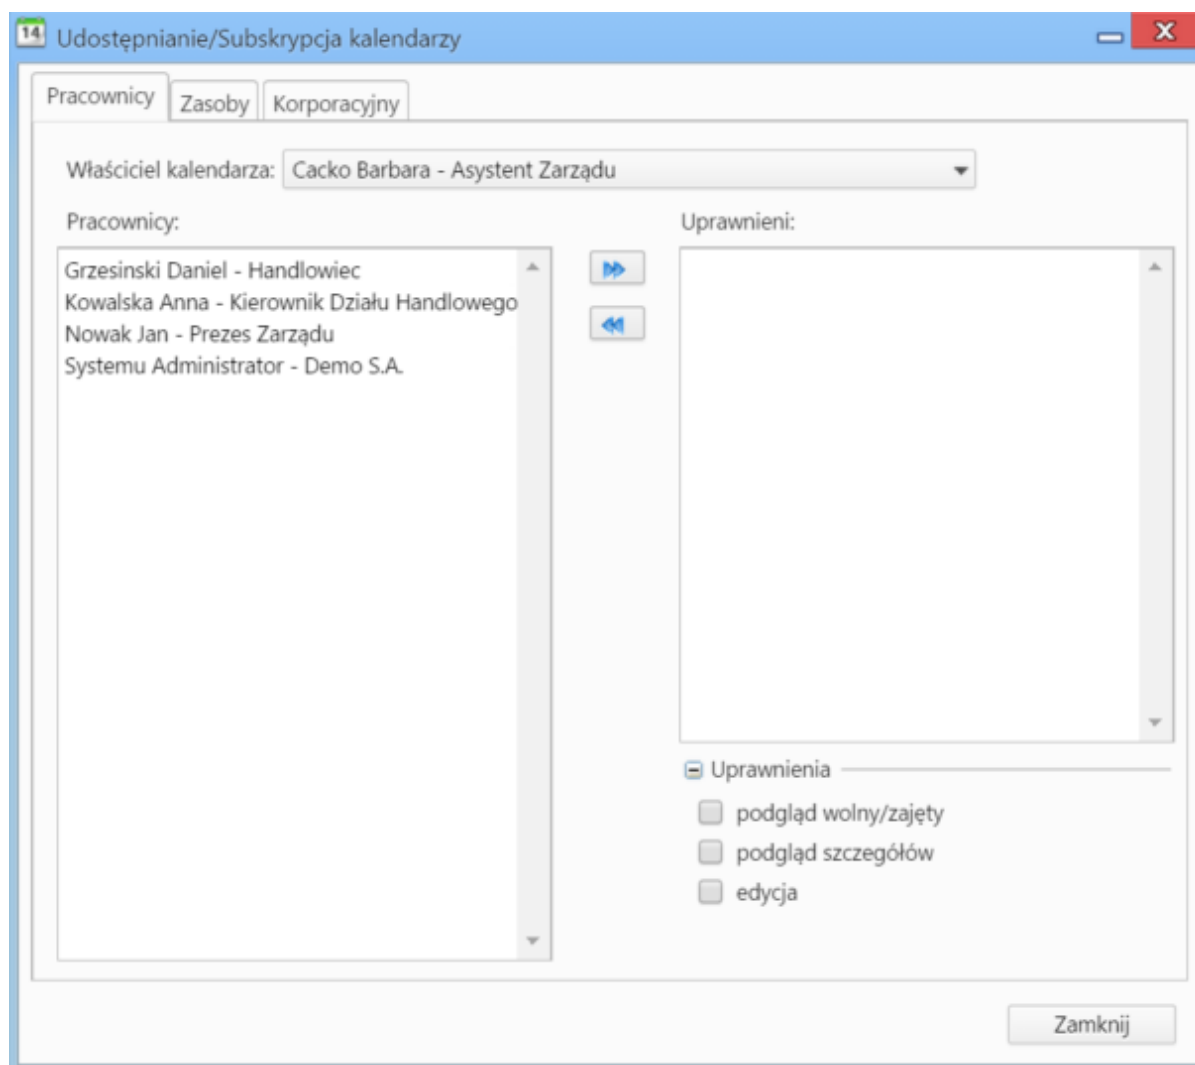 14 Udostępnianie/Subskrypcja kalendarzy
Pracownicy Zasoby Korporacyjny
Właściciel kalendarza: Cacko Barbara - Asystent Zarządu
Pracownicy:
Grzesinski Daniel - Handlowiec
Kowalska Anna - Kierownik Działu Handlowego
Nowak Jan - Prezes Zarządu
Systemu Administrator - Demo S.A.
Uprawnieni:
Uprawnienia
podgląd wolny/zajęty
podgląd szczegółów
edycja
Zamknij